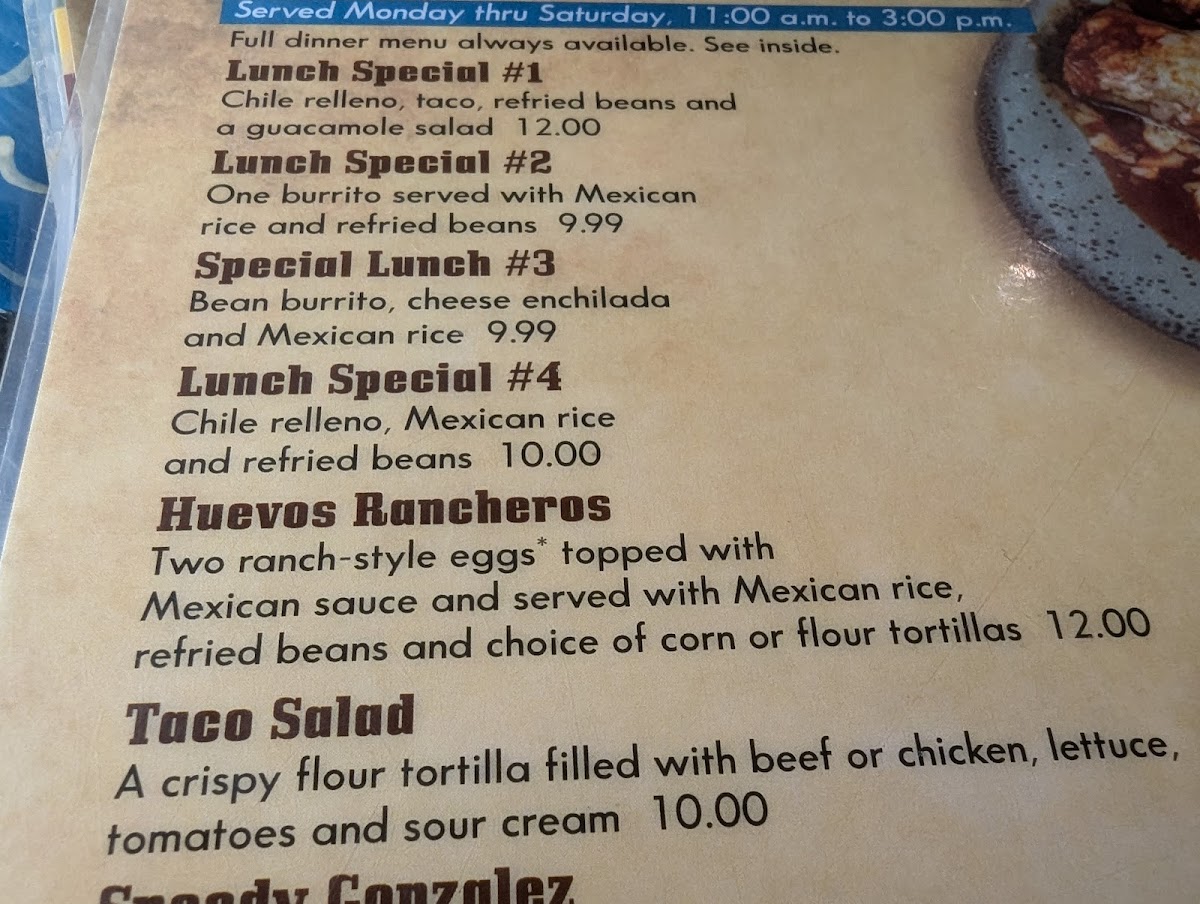 Served Monday thru Saturday, 11:00 a.m. to 3:00 p.m.
Full dinner menu always available. See inside.
Lunch Special #1
Chile relleno, taco, refried beans and
a guacamole salad 12.00
Lunch Special #2
One burrito served with Mexican
rice and refried beans 9.99
Special Lunch #3
Bean burrito, cheese enchilada
and Mexican rice 9.99
Lunch Special #4
Chile relleno, Mexican rice
and refried beans 10.00
Huevos Rancheros
Two ranch-style eggs* topped with
Mexican sauce and served with Mexican rice,
refried beans and choice of corn or flour tortillas 12.00
Taco Salad
A crispy flour tortilla filled with beef or chicken, lettuce,
tomatoes and sour cream 10.00
Speedy Gonzalez